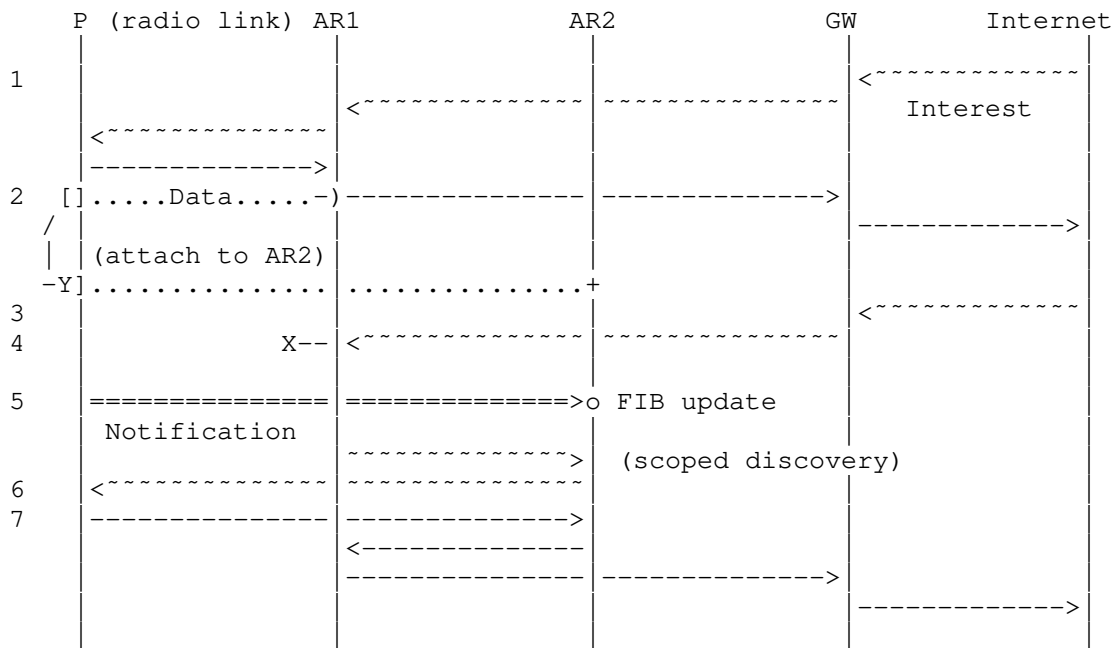 P (radio link) AR1 AR2 GW Internet
1 <~~~~~~~~~~~~~
<~~~~~~~~~~~~~~ ~~~~~~~~~~~~~~~ Interest
<~~~~~~~~~~~~~~
-------------->
2 [].....Data.....-)--------------- -------------->
/ ------------->
| (attach to AR2)
-Y]............... ...............+
3 <~~~~~~~~~~~~~
4 X-- <~~~~~~~~~~~~~~ ~~~~~~~~~~~~~~~
5 =============== ==============>o FIB update
Notification
~~~~~~~~~~~~~~> (scoped discovery)
6 <~~~~~~~~~~~~~~ ~~~~~~~~~~~~~~~
7 --------------- -------------->
<--------------
--------------- -------------->
------------->